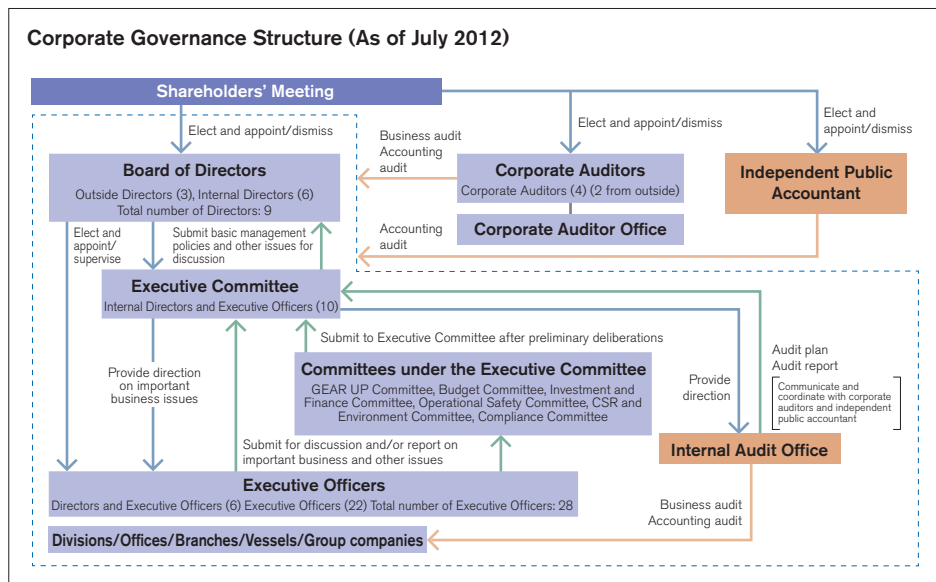 Corporate Governance Structure (As of July 2012)
Shareholders' Meeting
Elect and appoint/dismiss
Business audit
Accounting
audit
Elect and appoint/dismiss
Elect and
appoint/dismiss
Board of Directors
Outside Directors (3), Internal Directors (6)
Total number of Directors: 9
Corporate Auditors
Corporate Auditors (4) (2 from outside)
Independent Public
Accountant
Corporate Auditor Office
Elect and
appoint/
supervise
Submit basic management
policies and other issues for
discussion
Accounting
audit
Executive Committee
Internal Directors and Executive Officers (10)
Submit to Executive Committee after preliminary deliberations
Provide direction
on important
business issues
Committees under the Executive Committee
GEAR UP Committee, Budget Committee, Investment and
Finance Committee, Operational Safety Committee, CSR and
Environment Committee, Compliance Committee
Provide
direction
Audit plan
Audit report
Communicate and
coordinate with corporate
auditors and independent
public accountant
Submit for discussion and/or report on
important business and other issues
Internal Audit Office
Executive Officers
Directors and Executive Officers (6) Executive Officers (22) Total number of Executive Officers: 28
Business audit
Accounting audit
Divisions/Offices/Branches/Vessels/Group companies